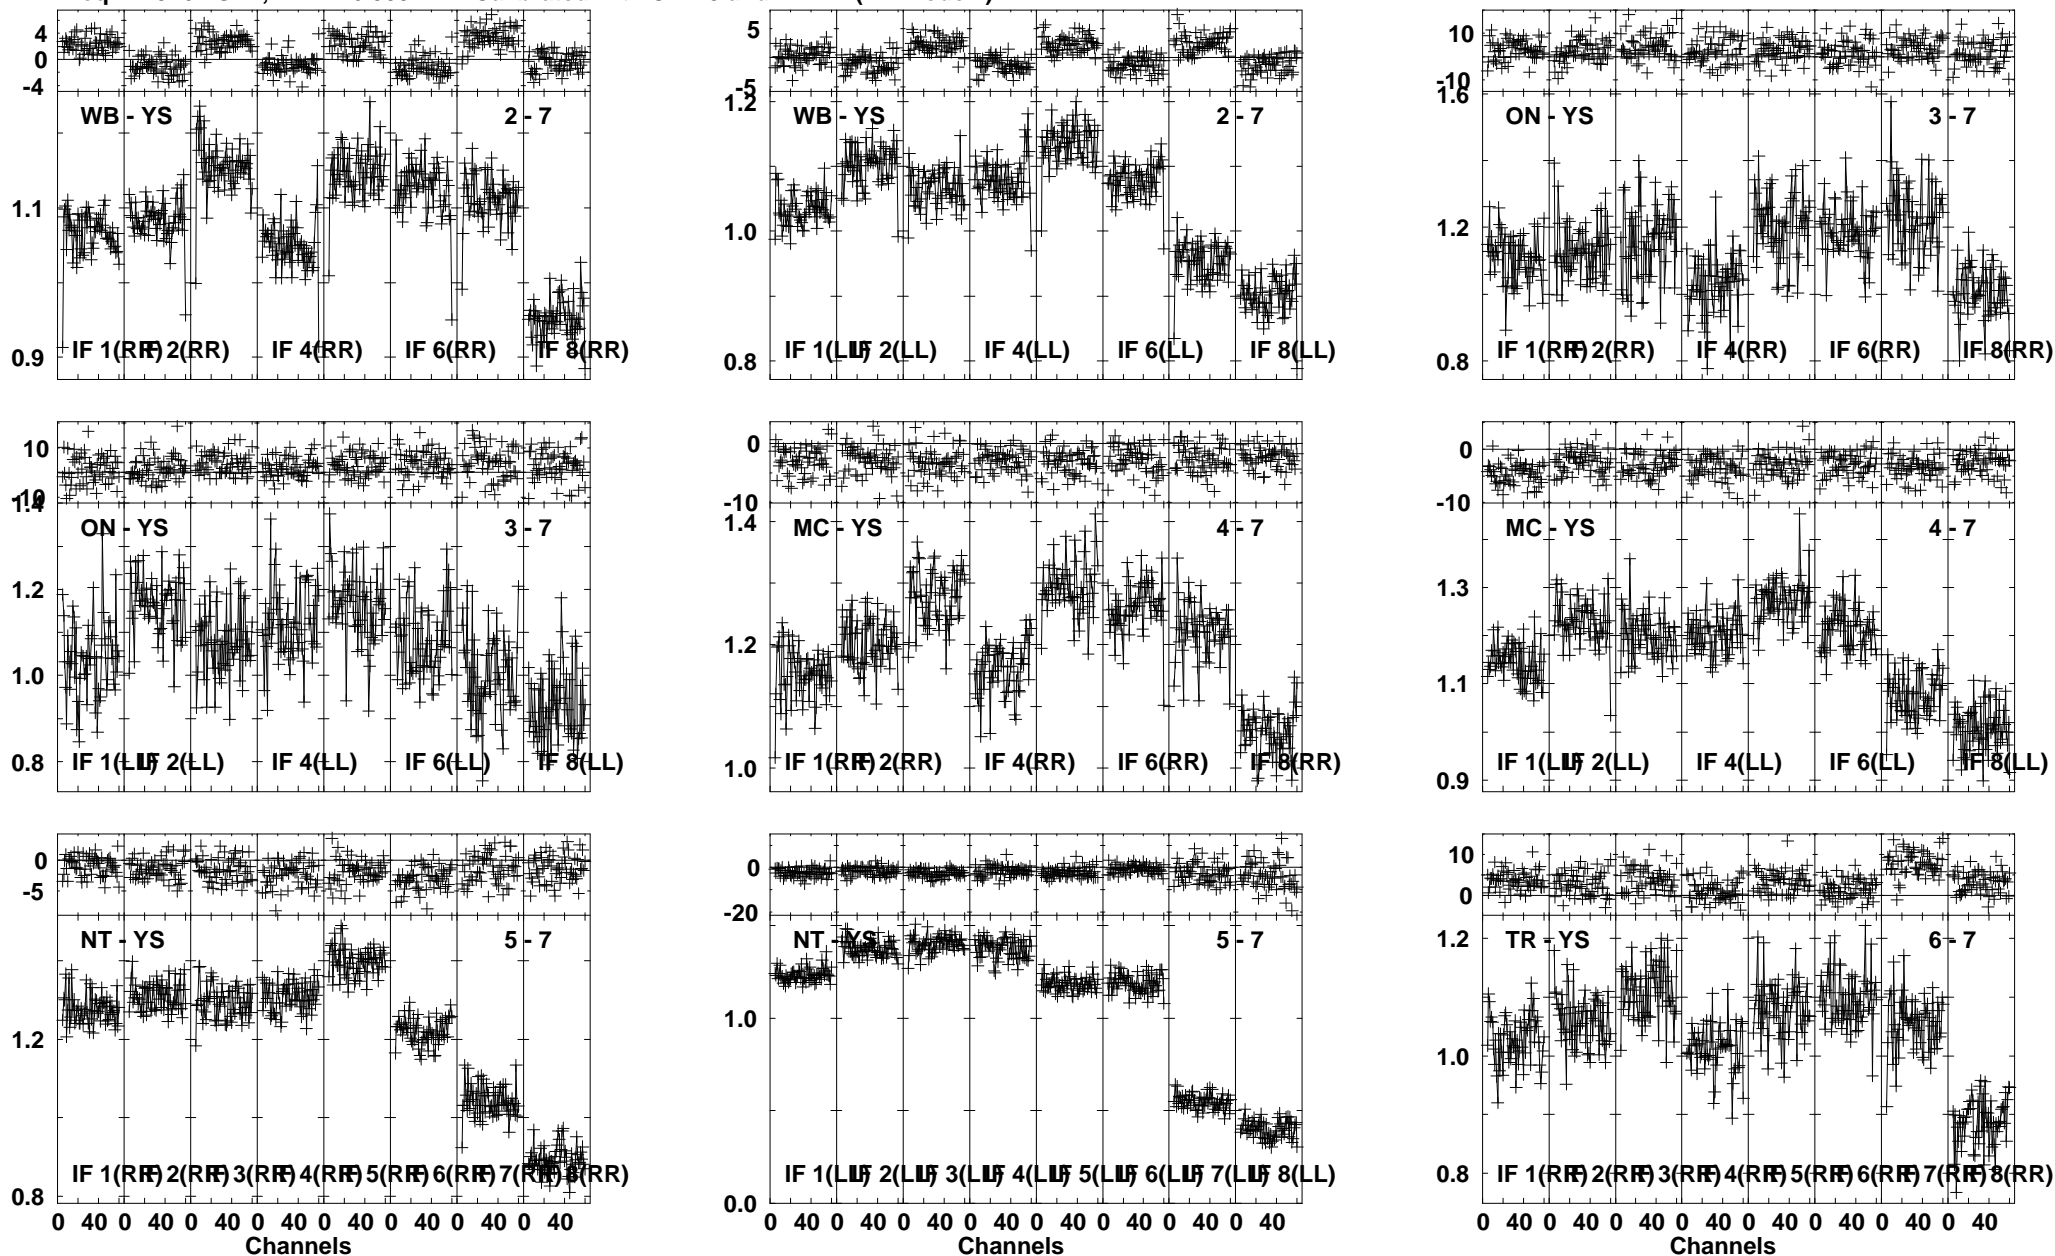 4
0
-4
WB - YS
2 - 7
1.1
0.9
IF 1(RR) IF 2(RR) IF 4(RR) IF 6(RR) IF 8(RR)
5
-5
1.2
WB - YS
2 - 7
1.0
0.8
IF 1(LL) IF 2(LL) IF 4(LL) IF 6(LL) IF 8(LL)
10
-10
1.6
ON - YS
3 - 7
1.2
0.8
IF 1(RR) IF 2(RR) IF 4(RR) IF 6(RR) IF 8(RR)
10
-10
1.4
ON - YS
3 - 7
1.2
1.0
0.8
IF 1(LL) IF 2(LL) IF 4(LL) IF 6(LL) IF 8(LL)
0
-10
1.4
MC - YS
4 - 7
1.2
1.0
IF 1(RR) IF 2(RR) IF 4(RR) IF 6(RR) IF 8(RR)
0
-10
MC - YS
4 - 7
1.3
1.1
0.9
IF 1(LL) IF 2(LL) IF 4(LL) IF 6(LL) IF 8(LL)
0
-5
NT - YS
5 - 7
1.2
0.8
IF 1(RR) IF 2(RR) IF 3(RR) IF 4(RR) IF 5(RR) IF 6(RR) IF 7(RR) IF 8(RR)
0 40 0 40 0 40 0 40 0 40 0 40 0 40 0 40
Channels
0
-20
NT - YS
5 - 7
1.0
0.0
IF 1(LL) IF 2(LL) IF 3(LL) IF 4(LL) IF 5(LL) IF 6(LL) IF 7(LL) IF 8(LL)
0 40 0 40 0 40 0 40 0 40 0 40 0 40 0 40
Channels
10
0
TR - YS
6 - 7
1.2
1.0
0.8
IF 1(RR) IF 2(RR) IF 3(RR) IF 4(RR) IF 5(RR) IF 6(RR) IF 7(RR) IF 8(RR)
0 40 0 40 0 40 0 40 0 40 0 40 0 40 0 40
Channels